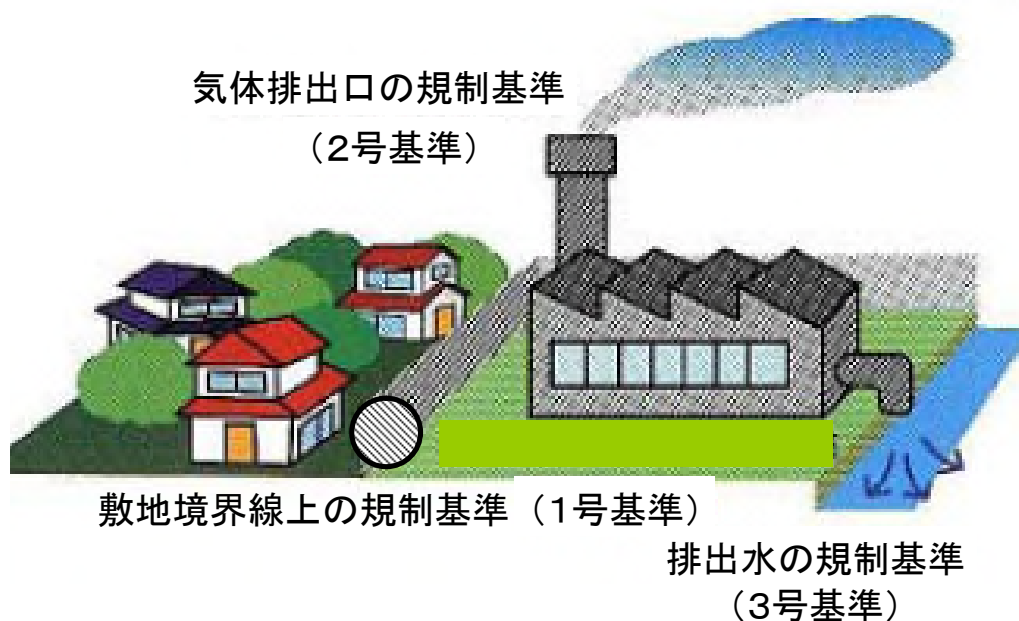 気体排出口の規制基準
（２号基準）
敷地境界線上の規制基準（１号基準）
排出水の規制基準
（３号基準）